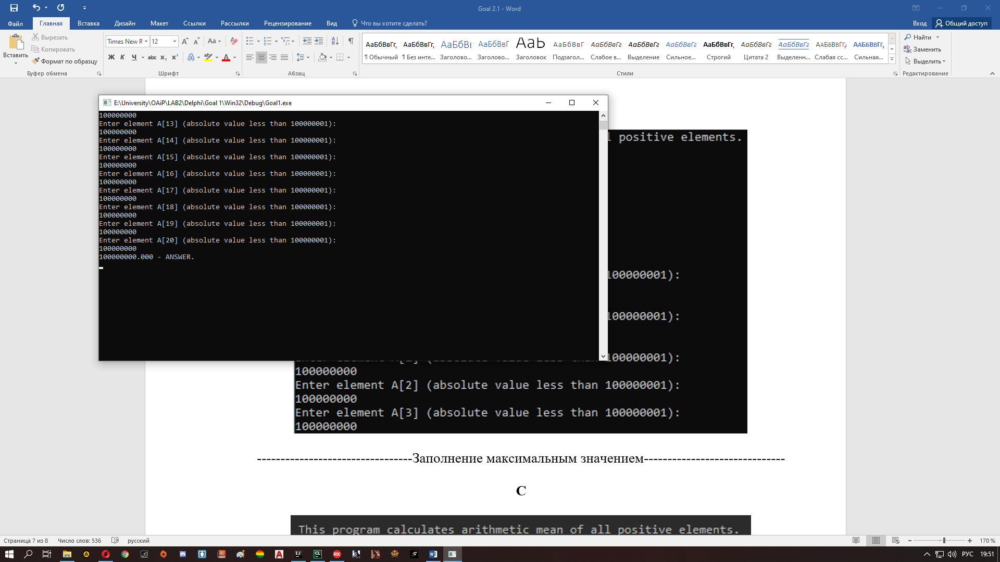 Goal 2.1 - Word
Файл Главная Вставка Дизайн Макет Ссылки Рассылки Рецензирование Вид Что вы хотите сделать? Вход Общий доступ
Вставить
Вырезать
Копировать
Формат по образцу
Буфер обмена
Times New R 12
Ж К Ч abc x₂ x²
Шрифт
Абзац
АаБбВвГг, АаБбВвГг, АаБбВı АаБбВвГ Aab АаБбВвГ АаБбВвГг АаБбВвГг АаБбВвГг АаБбВвГг, АаБбВвГг АаБбВвГг АаБбВвГг, АаБбВвГг,
¶ Обычный ¶ Без инте... Заголово... Заголово... Заголовок Подзагол... Слабое в... Выделение Сильное... Строгий Цитата 2 Выделенн... Слабая сс... Сильная...
Стили
Найти
Заменить
Выделить
Редактирование
E:\University\OAiP\LAB2\Delphi\Goal 1\Win32\Debug\Goal1.exe
100000000
Enter element A[13] (absolute value less than 100000001):
100000000
Enter element A[14] (absolute value less than 100000001):
100000000
Enter element A[15] (absolute value less than 100000001):
100000000
Enter element A[16] (absolute value less than 100000001):
100000000
Enter element A[17] (absolute value less than 100000001):
100000000
Enter element A[18] (absolute value less than 100000001):
100000000
Enter element A[19] (absolute value less than 100000001):
100000000
Enter element A[20] (absolute value less than 100000001):
100000000
100000000.000 - ANSWER.
l positive elements.
100000001):
100000001):
100000001):
100000000
Enter element A[2] (absolute value less than 100000001):
100000000
Enter element A[3] (absolute value less than 100000001):
100000000
---------------------------------Заполнение максимальным значением------------------------------
C
This program calculates arithmetic mean of all positive elements.
Страница 7 из 8 Число слов: 536 русский 170 %
РУС 19:51